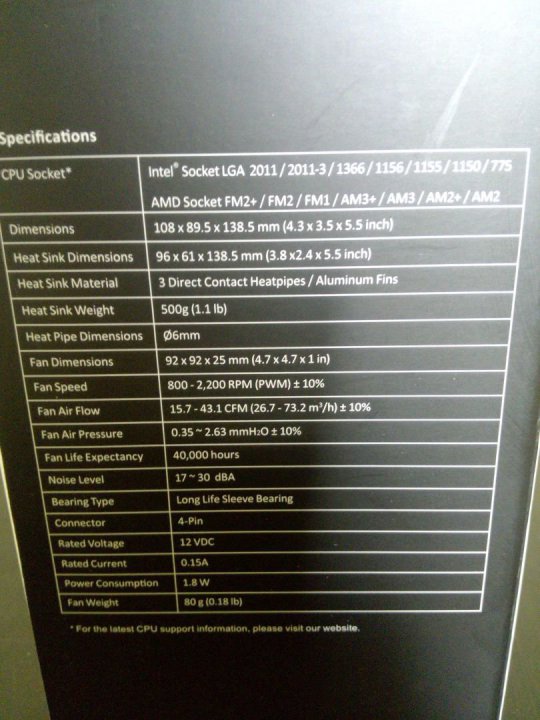 Specifications
CPU Socket* Intel® Socket LGA 2011 / 2011-3 / 1366 / 1156 / 1155 / 1150 / 775
AMD Socket FM2+ / FM2 / FM1 / AM3+ / AM3 / AM2+ / AM2
Dimensions 108 x 89.5 x 138.5 mm (4.3 x 3.5 x 5.5 inch)
Heat Sink Dimensions 96 x 61 x 138.5 mm (3.8 x2.4 x 5.5 inch)
Heat Sink Material 3 Direct Contact Heatpipes / Aluminum Fins
Heat Sink Weight 500g (1.1 lb)
Heat Pipe Dimensions Ø6mm
Fan Dimensions 92 x 92 x 25 mm (4.7 x 4.7 x 1 in)
Fan Speed 800 - 2,200 RPM (PWM) ± 10%
Fan Air Flow 15.7 - 43.1 CFM (26.7 - 73.2 m³/h) ± 10%
Fan Air Pressure 0.35 ~ 2.63 mmH₂O ± 10%
Fan Life Expectancy 40,000 hours
Noise Level 17 ~ 30 dBA
Bearing Type Long Life Sleeve Bearing
Connector 4-Pin
Rated Voltage 12 VDC
Rated Current 0.15A
Power Consumption 1.8 W
Fan Weight 80 g (0.18 lb)
* For the latest CPU support information, please visit our website.